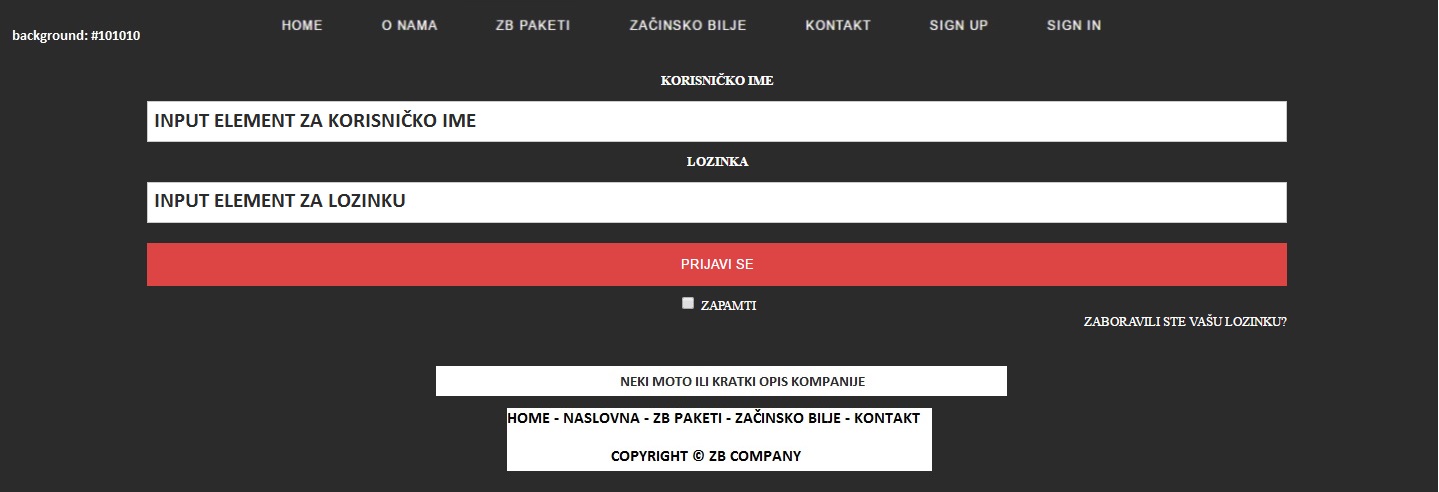 HOME O NAMA ZB PAKETI ZAČINSKO BILJE KONTAKT SIGN UP SIGN IN
background: #101010
KORISNIČKO IME
INPUT ELEMENT ZA KORISNIČKO IME
LOZINKA
INPUT ELEMENT ZA LOZINKU
PRIJAVI SE
ZAPAMTI
ZABORAVILI STE VAŠU LOZINKU?
NEKI MOTO ILI KRATKI OPIS KOMPANIJE
HOME - NASLOVNA - ZB PAKETI - ZAČINSKO BILJE - KONTAKT
COPYRIGHT © ZB COMPANY